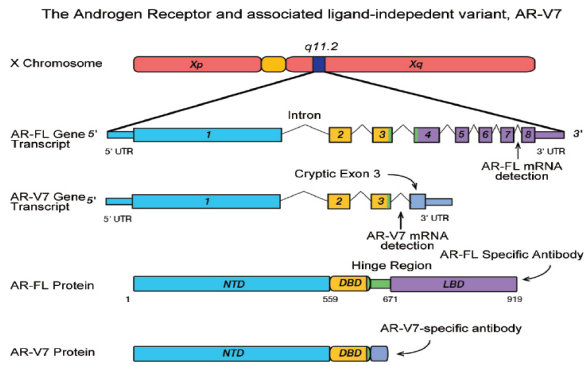 The Androgen Receptor and associated ligand-indepedent variant, AR-V7
q11.2
X Chromosome
Xp
Xq
Intron
AR-FL Gene 5'
Transcript
1
2
3
4
5
6
7
8
3'
5' UTR
3' UTR
AR-FL mRNA
detection
Cryptic Exon 3
AR-V7 Gene 5'
Transcript
1
2
3
5' UTR
3' UTR
AR-V7 mRNA
detection
Hinge Region
AR-FL Specific Antibody
AR-FL Protein
NTD
DBD
LBD
1
559
671
919
AR-V7-specific antibody
AR-V7 Protein
NTD
DBD